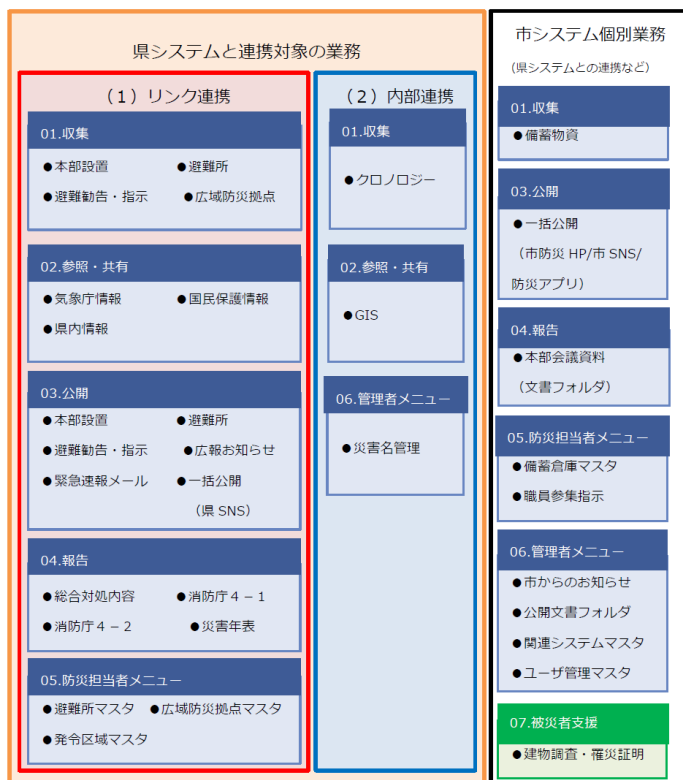 県システムと連携対象の業務
（１）リンク連携
01.収集
●本部設置 ●避難所
●避難勧告・指示 ●広域防災拠点
02.参照・共有
●気象庁情報 ●国民保護情報
●県内情報
03.公開
●本部設置 ●避難所
●避難勧告・指示 ●広報お知らせ
●緊急速報メール ●一括公開
（県 SNS）
04.報告
●総合対処内容 ●消防庁４－１
●消防庁４－２ ●災害年表
05.防災担当者メニュー
●避難所マスタ ●広域防災拠点マスタ
●発令区域マスタ
（２）内部連携
01.収集
●クロノロジー
02.参照・共有
●GIS
06.管理者メニュー
●災害名管理
市システム個別業務
（県システムとの連携など）
01.収集
●備蓄物資
03.公開
●一括公開
（市防災 HP/市 SNS/
防災アプリ）
04.報告
●本部会議資料
（文書フォルダ）
05.防災担当者メニュー
●備蓄倉庫マスタ
●職員参集指示
06.管理者メニュー
●市からのお知らせ
●公開文書フォルダ
●関連システムマスタ
●ユーザ管理マスタ
07.被災者支援
●建物調査・罹災証明